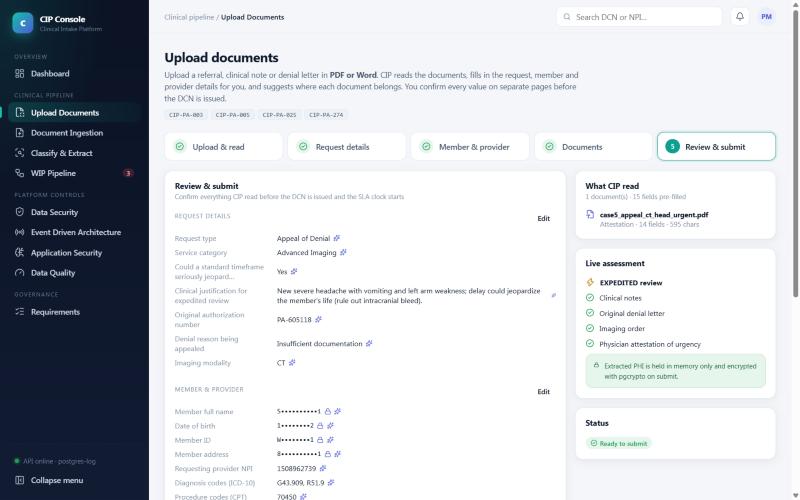 c
CIP Console
Clinical Intake Platform
OVERVIEW
Dashboard
CLINICAL PIPELINE
Upload Documents
Document Ingestion
Classify & Extract
WIP Pipeline
3
PLATFORM CONTROLS
Data Security
Event Driven Architecture
Application Security
Data Quality
GOVERNANCE
Requirements
API online · postgres-log
Collapse menu
Clinical pipeline / Upload Documents
Search DCN or NPI...
PM
Upload documents
Upload a referral, clinical note or denial letter in PDF or Word. CIP reads the documents, fills in the request, member and
provider details for you, and suggests where each document belongs. You confirm every value on separate pages before
the DCN is issued.
CIP-PA-003 CIP-PA-005 CIP-PA-025 CIP-PA-274
Upload & read
Request details
Member & provider
Documents
5 Review & submit
Review & submit
Confirm everything CIP read before the DCN is issued and the SLA clock starts
REQUEST DETAILS
Edit
Request type Appeal of Denial
Service category Advanced Imaging
Could a standard timeframe
seriously jeopard... Yes
Clinical justification for
expedited review
New severe headache with vomiting and left arm weakness; delay could jeopardize
the member's life (rule out intracranial bleed).
Original authorization
number PA-605118
Denial reason being
appealed Insufficient documentation
Imaging modality CT
MEMBER & PROVIDER
Edit
Member full name S••••••••••1
Date of birth 1••••••••2
Member ID W••••••••1
Member address 8••••••••••1
Requesting provider NPI 1508962739
Diagnosis codes (ICD-10) G43.909, R51.9
Procedure codes (CPT) 70450
What CIP read
1 document(s) · 15 fields pre-filled
case5_appeal_ct_head_urgent.pdf
Attestation · 14 fields · 595 chars
Live assessment
EXPEDITED review
Clinical notes
Original denial letter
Imaging order
Physician attestation of urgency
Extracted PHI is held in memory only and encrypted
with pgcrypto on submit.
Status
Ready to submit